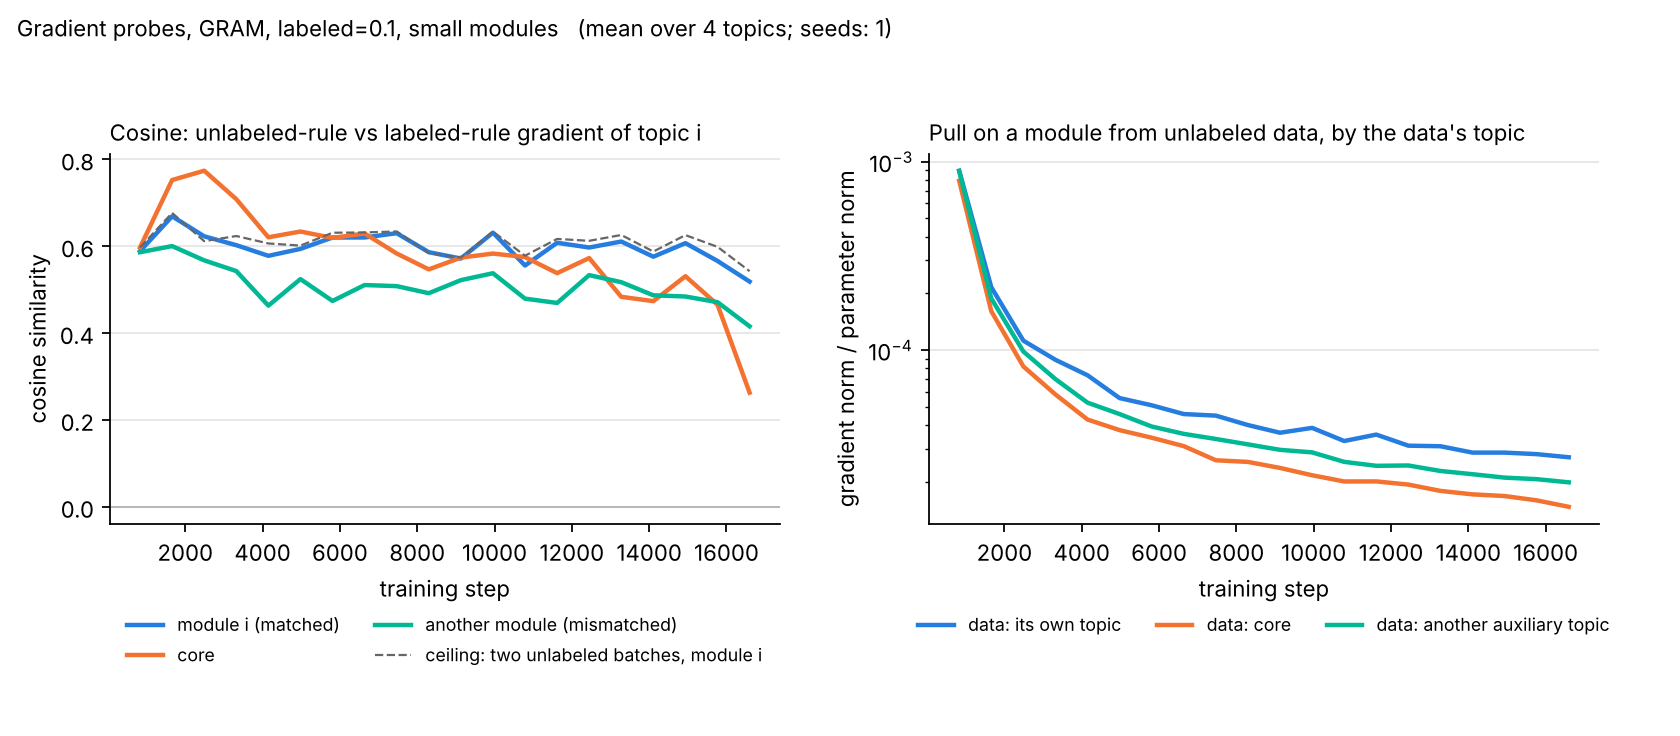 Gradient probes, GRAM, labeled=0.1, small modules (mean over 4 topics; seeds: 1)
Cosine: unlabeled-rule vs labeled-rule gradient of topic i
0.8
0.6
0.4
0.2
0.0
cosine similarity
2000 4000 6000 8000 10000 12000 14000 16000
training step
module i (matched)
another module (mismatched)
core
ceiling: two unlabeled batches, module i
Pull on a module from unlabeled data, by the data's topic
10⁻³
10⁻⁴
gradient norm / parameter norm
2000 4000 6000 8000 10000 12000 14000 16000
training step
data: its own topic
data: core
data: another auxiliary topic